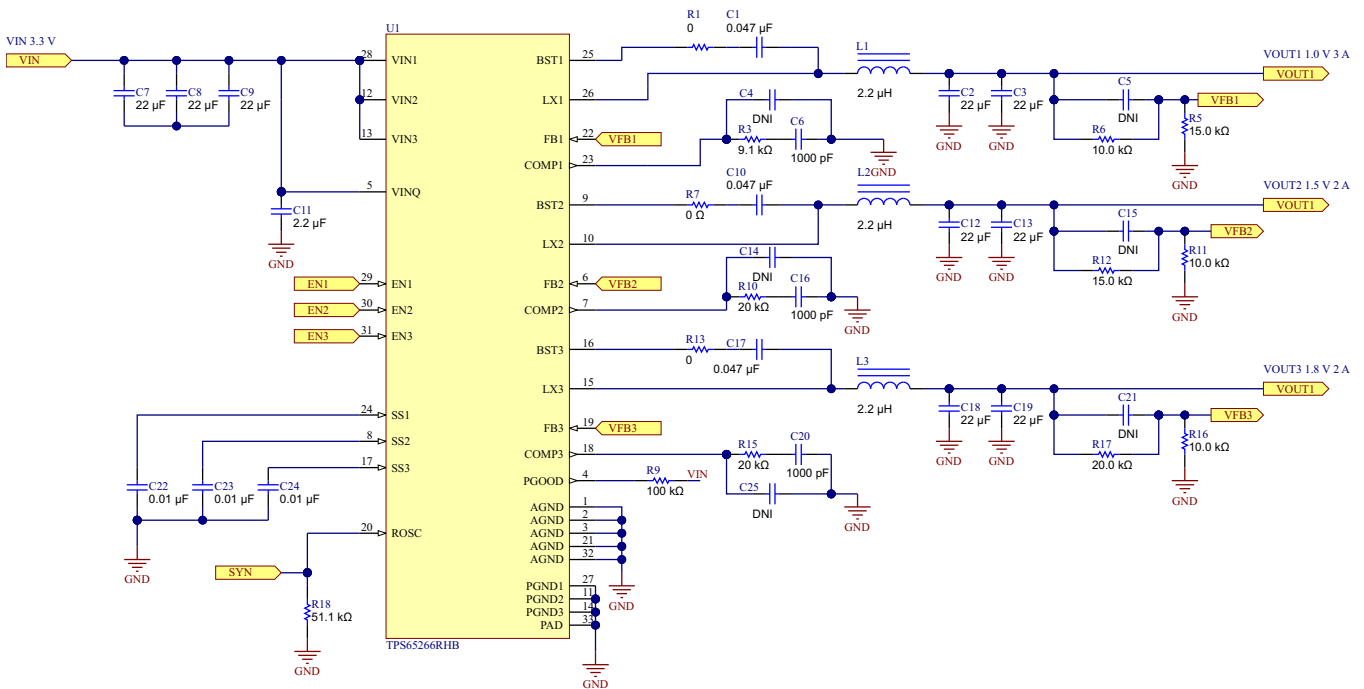 U1
VIN 3.3 V
VIN
C7
22 µF
C8
22 µF
C9
22 µF
C11
2.2 µF
GND
EN1
EN2
EN3
C22
0.01 µF
C23
0.01 µF
C24
0.01 µF
GND
SYN
R18
51.1 kΩ
GND
28 VIN1
12 VIN2
13 VIN3
5 VINQ
29 EN1
30 EN2
31 EN3
24 SS1
8 SS2
17 SS3
20 ROSC
BST1 25
LX1 26
FB1 22
COMP1 23
BST2 9
LX2 10
FB2 6
COMP2 7
BST3 16
LX3 15
FB3 19
COMP3 18
PGOOD 4
AGND 1
AGND 2
AGND 3
AGND 21
AGND 32
PGND1 27
PGND2 11
PGND3 14
PAD 33
TPS65266RHB
GND
GND
R1
0
C1
0.047 µF
L1
2.2 µH
VFB1
C4
DNI
R3
9.1 kΩ
C6
1000 pF
GND
C2
22 µF
GND
C3
22 µF
GND
C5
DNI
R6
10.0 kΩ
VOUT1 1.0 V 3 A
VOUT1
VFB1
R5
15.0 kΩ
GND
R7
0 Ω
C10
0.047 µF
L2
2.2 µH
VFB2
C14
DNI
R10
20 kΩ
C16
1000 pF
GND
C12
22 µF
GND
C13
22 µF
GND
C15
DNI
R12
15.0 kΩ
VOUT2 1.5 V 2 A
VOUT1
VFB2
R11
10.0 kΩ
GND
R13
0
C17
0.047 µF
L3
2.2 µH
VFB3
R15
20 kΩ
C20
1000 pF
C25
DNI
GND
R9
100 kΩ
VIN
C18
22 µF
GND
C19
22 µF
GND
C21
DNI
R17
20.0 kΩ
VOUT3 1.8 V 2 A
VOUT1
VFB3
R16
10.0 kΩ
GND